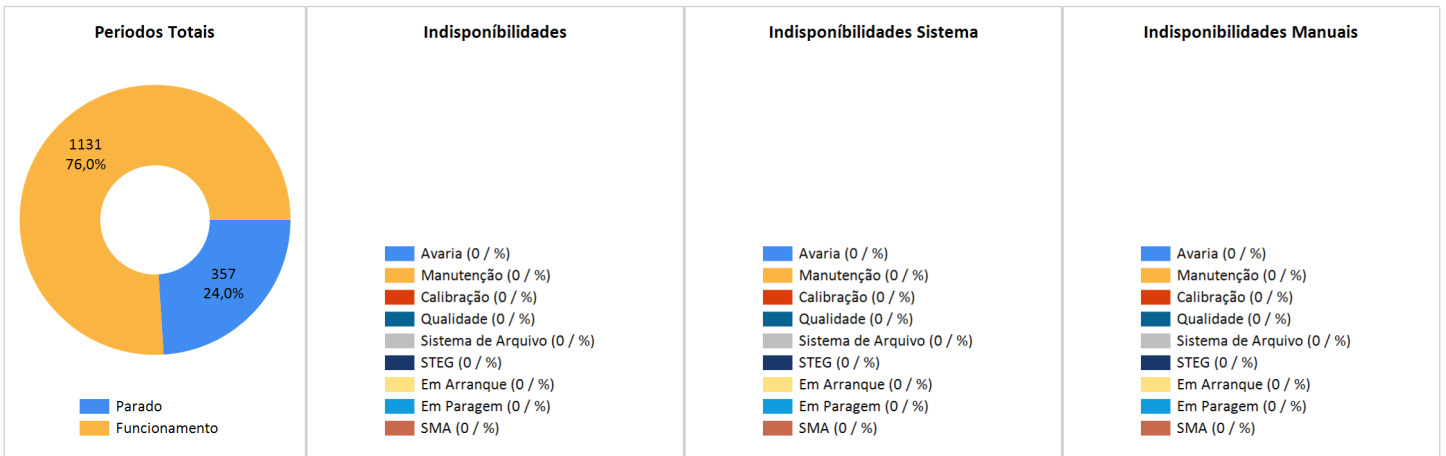 Periodos Totais
1131
76,0%
357
24,0%
Parado
Funcionamento
Indisponíbilidades
Avaria (0 / %)
Manutenção (0 / %)
Calibração (0 / %)
Qualidade (0 / %)
Sistema de Arquivo (0 / %)
STEG (0 / %)
Em Arranque (0 / %)
Em Paragem (0 / %)
SMA (0 / %)
Indisponíbilidades Sistema
Avaria (0 / %)
Manutenção (0 / %)
Calibração (0 / %)
Qualidade (0 / %)
Sistema de Arquivo (0 / %)
STEG (0 / %)
Em Arranque (0 / %)
Em Paragem (0 / %)
SMA (0 / %)
Indisponibilidades Manuais
Avaria (0 / %)
Manutenção (0 / %)
Calibração (0 / %)
Qualidade (0 / %)
Sistema de Arquivo (0 / %)
STEG (0 / %)
Em Arranque (0 / %)
Em Paragem (0 / %)
SMA (0 / %)